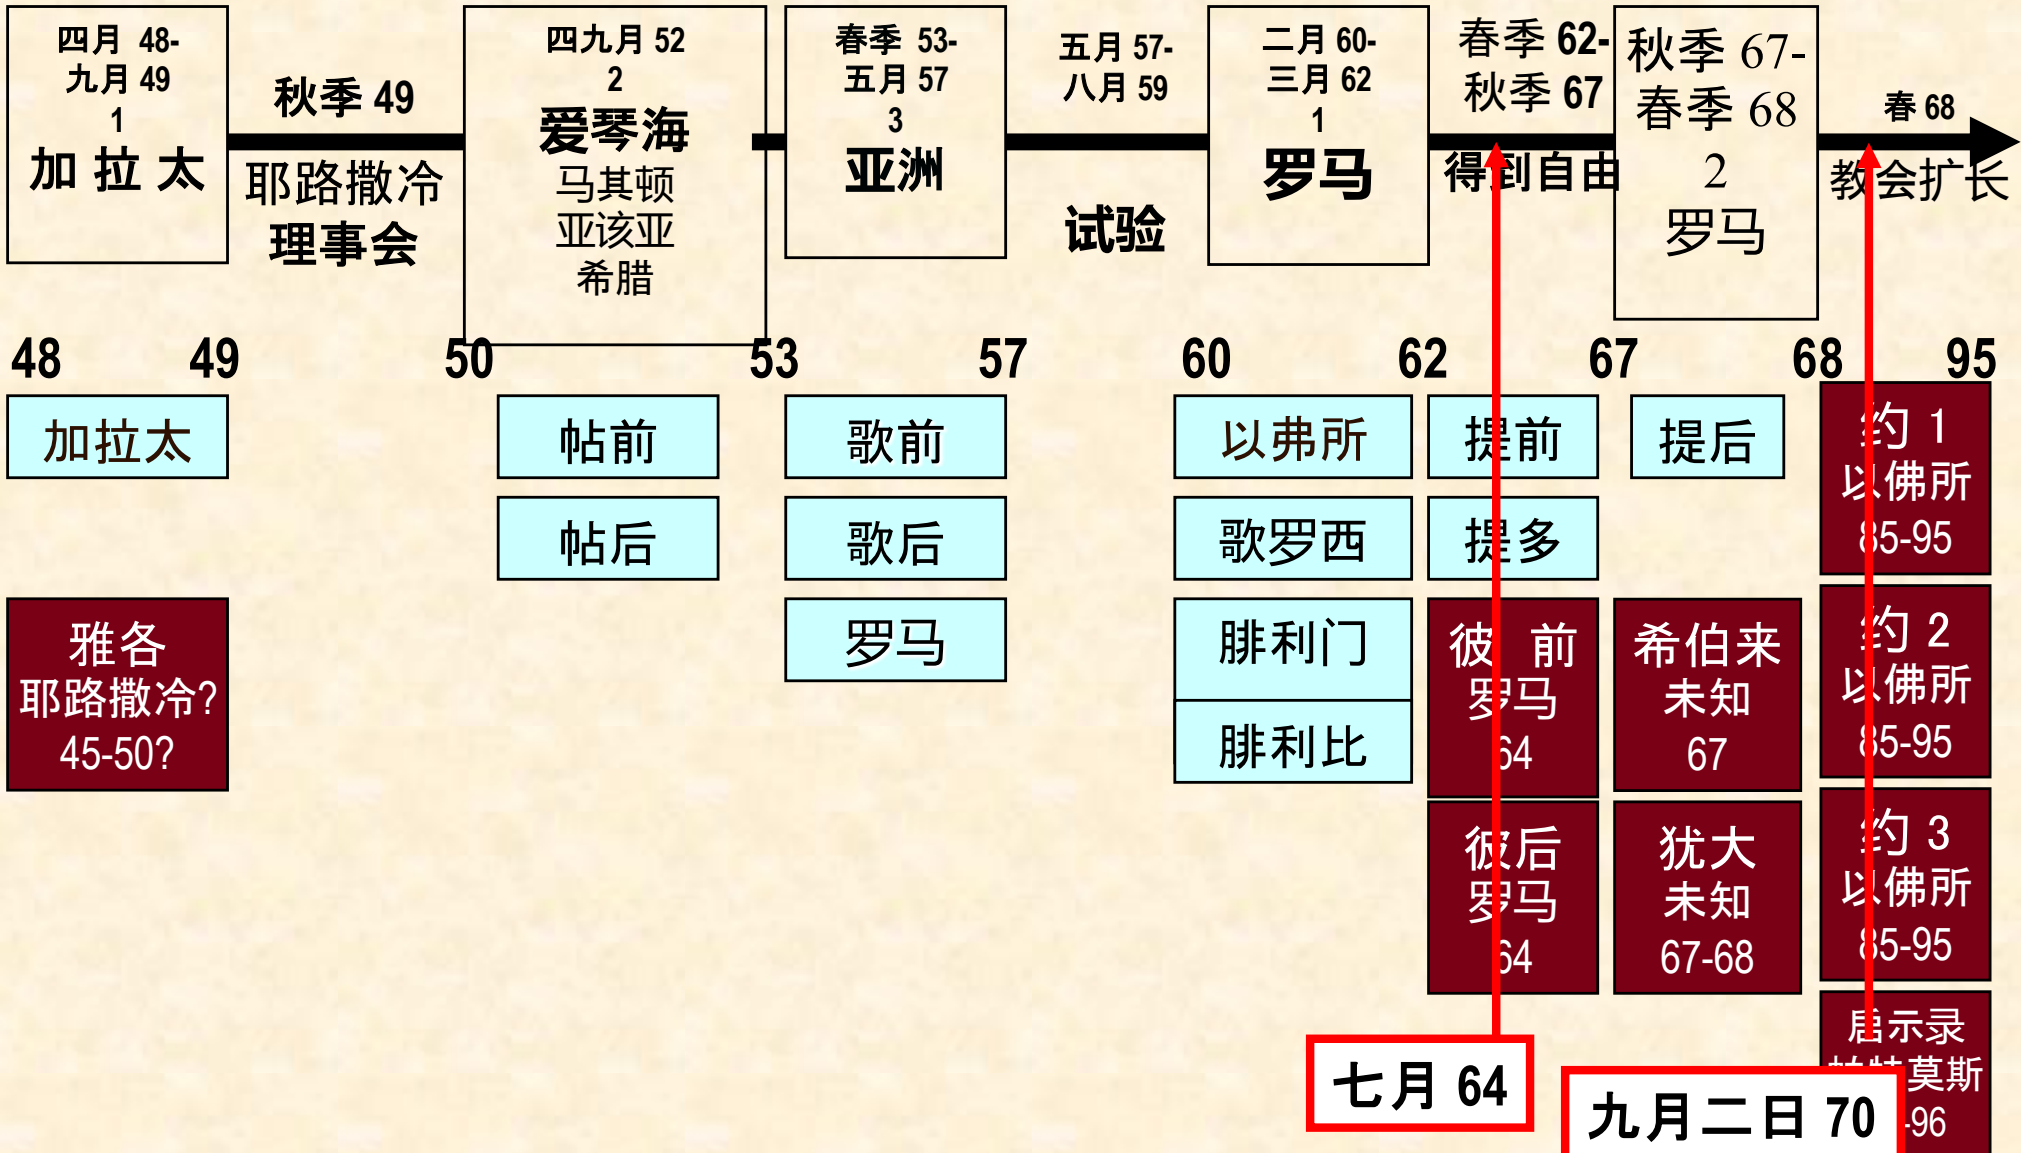 四月 48-
九月 49
1
加 拉 太
秋季 49
耶路撒冷
理事会
四九月 52
2
爱琴海
马其顿
亚该亚
希腊
春季 53-
五月 57
3
亚洲
五月 57-
八月 59
试验
二月 60-
三月 62
1
罗马
春季 62-
秋季 67
得到自由
秋季 67-
春季 68
2
罗马
春 68
教会扩长
48 49 50 53 57 60 62 67 68 95
加拉太
雅各
耶路撒冷?
45-50?
帖前
帖后
歌前
歌后
罗马
以弗所
歌罗西
腓利门
腓利比
提前
提多
彼 前
罗马
64
彼后
罗马
64
提后
希伯来
未知
67
犹大
未知
67-68
约 1
以佛所
85-95
约 2
以佛所
85-95
约 3
以佛所
85-95
启示录
帕特莫斯
-96
七月 64
九月二日 70